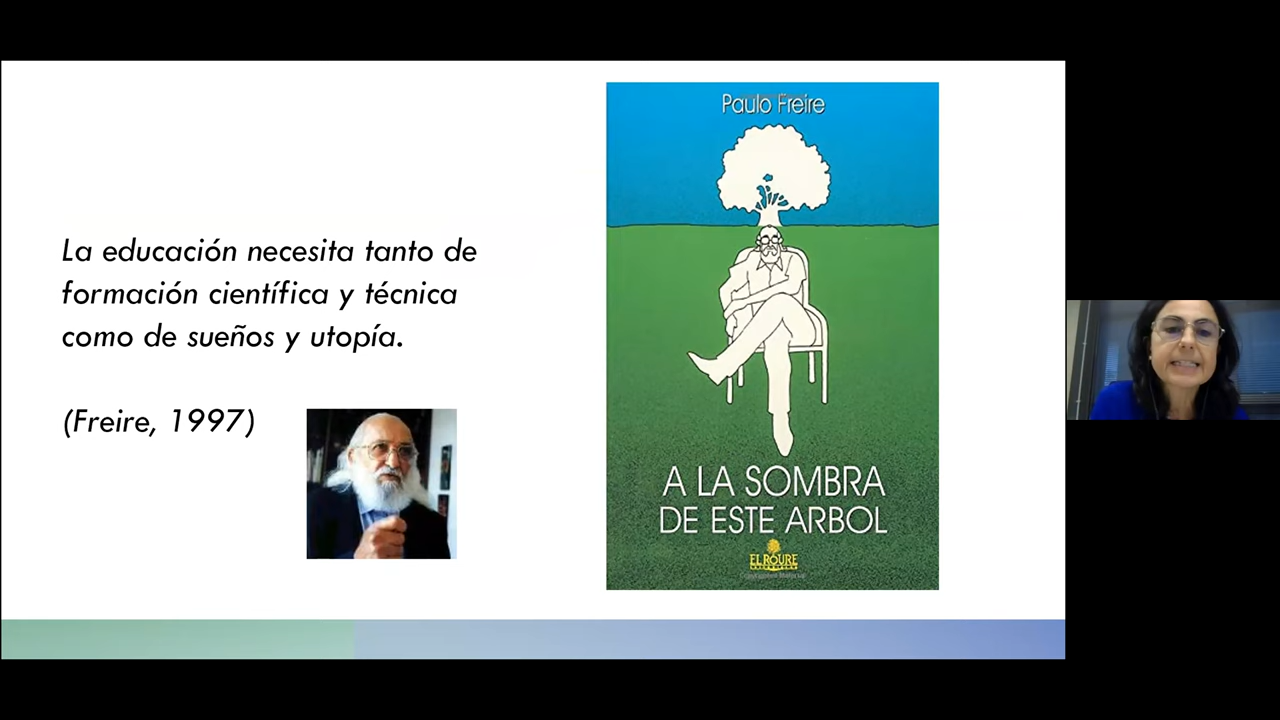 La educación necesita tanto de
formación científica y técnica
como de sueños y utopía.
(Freire, 1997)
Paulo Freire
A LA SOMBRA
DE ESTE ARBOL
EL ROURE